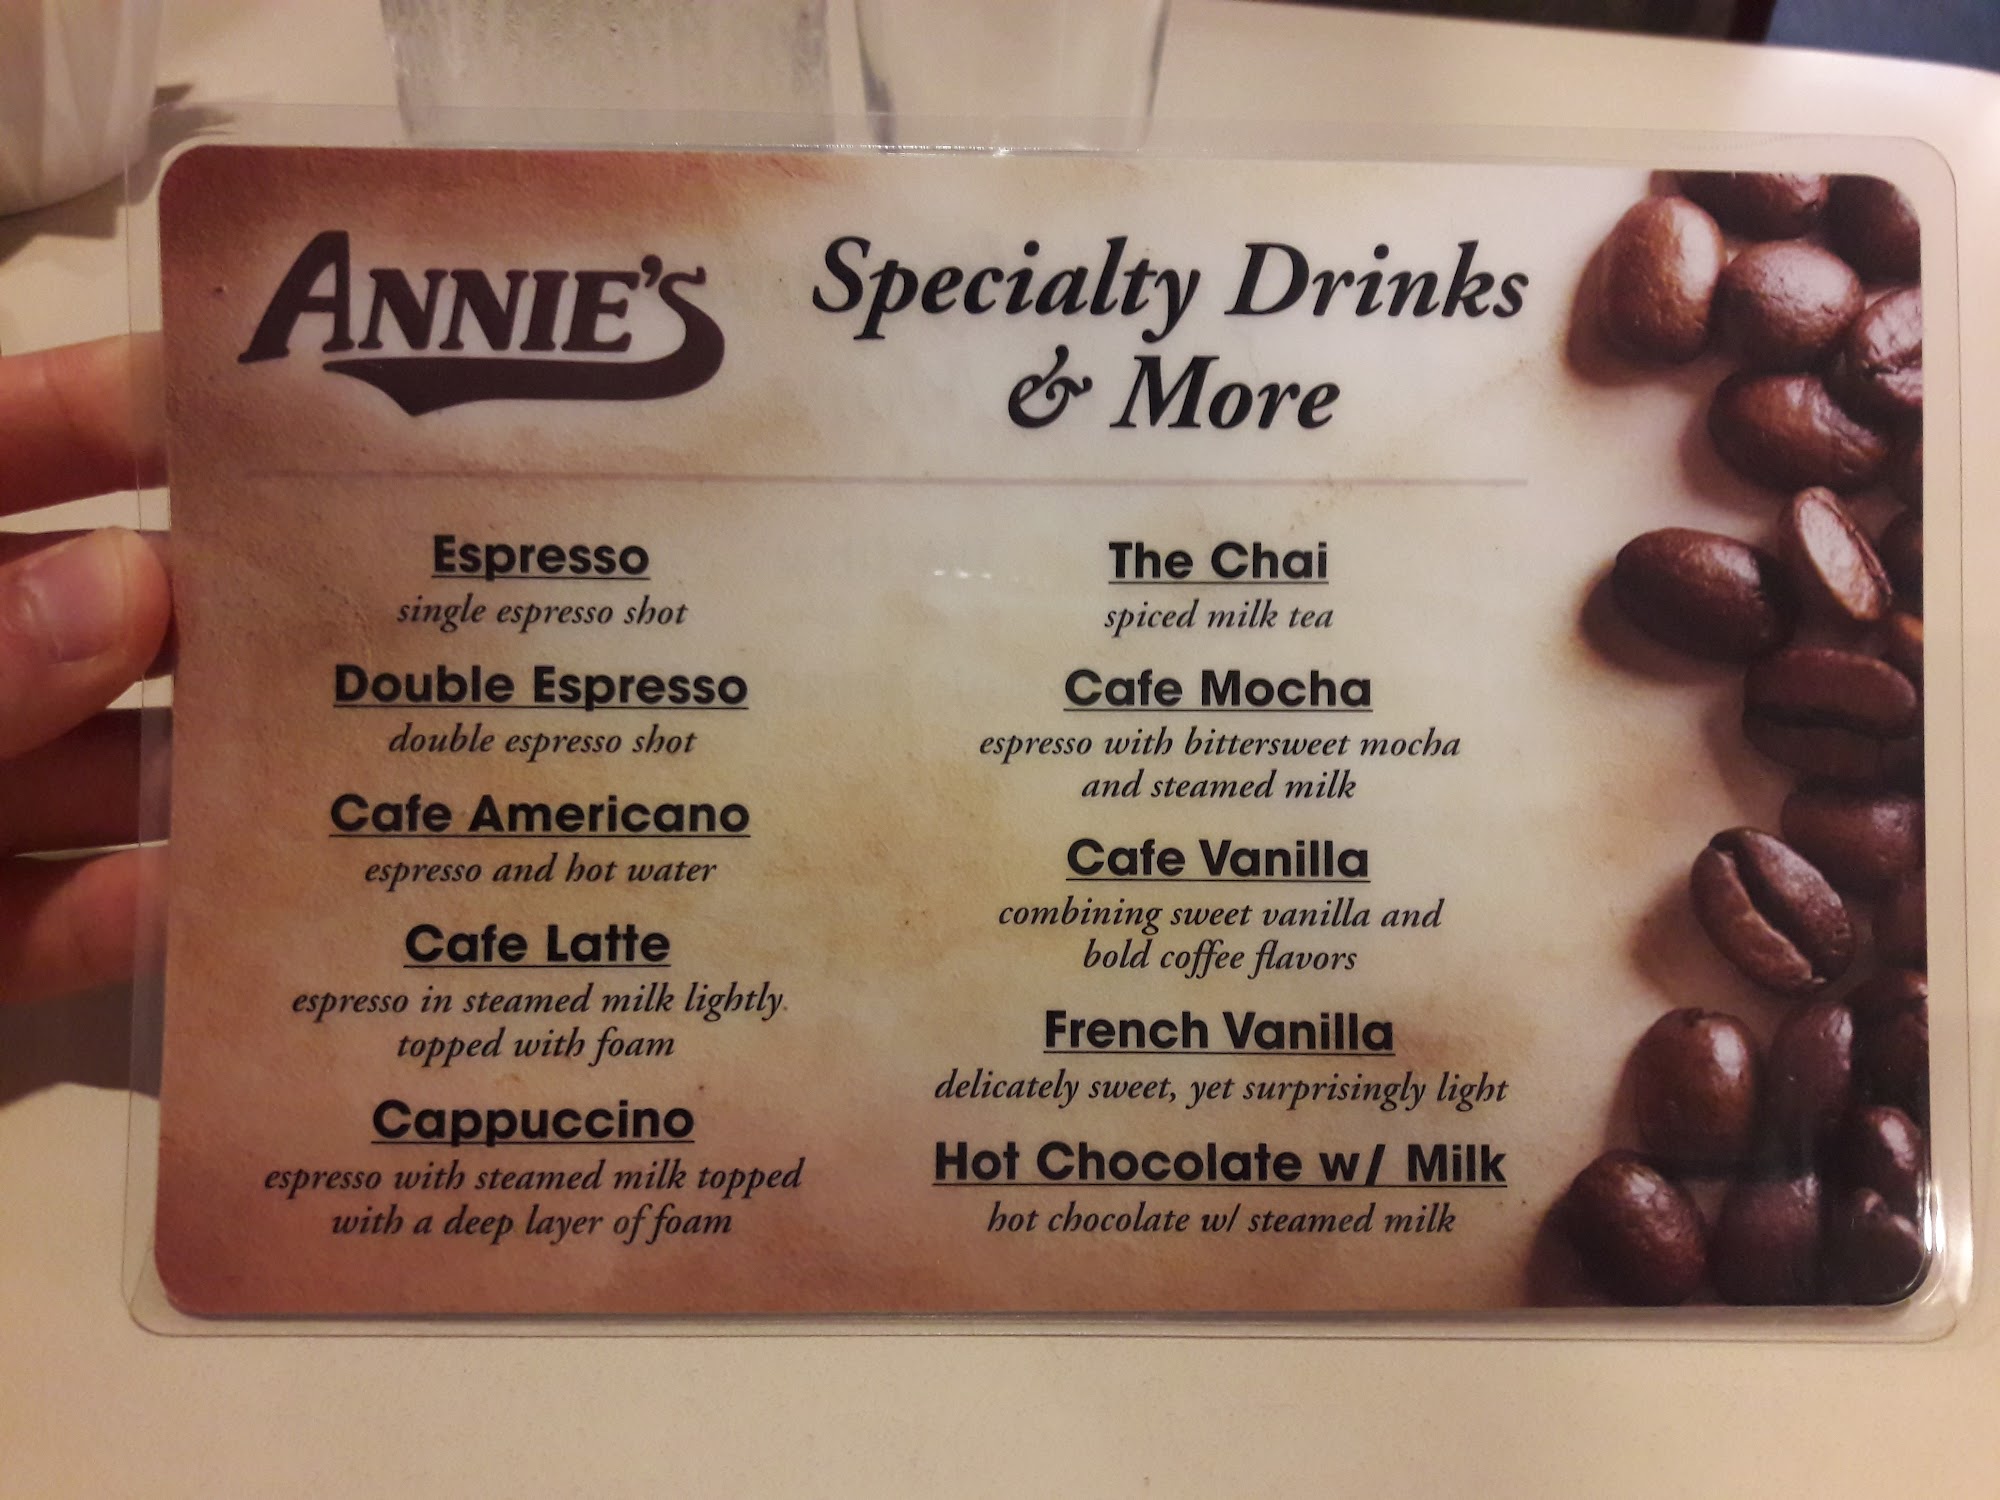 ANNIE'S
Specialty Drinks
& More
Espresso
single espresso shot
Double Espresso
double espresso shot
Cafe Americano
espresso and hot water
Cafe Latte
espresso in steamed milk lightly
topped with foam
Cappuccino
espresso with steamed milk topped
with a deep layer of foam
The Chai
spiced milk tea
Cafe Mocha
espresso with bittersweet mocha
and steamed milk
Cafe Vanilla
combining sweet vanilla and
bold coffee flavors
French Vanilla
delicately sweet, yet surprisingly light
Hot Chocolate w/ Milk
hot chocolate w/ steamed milk